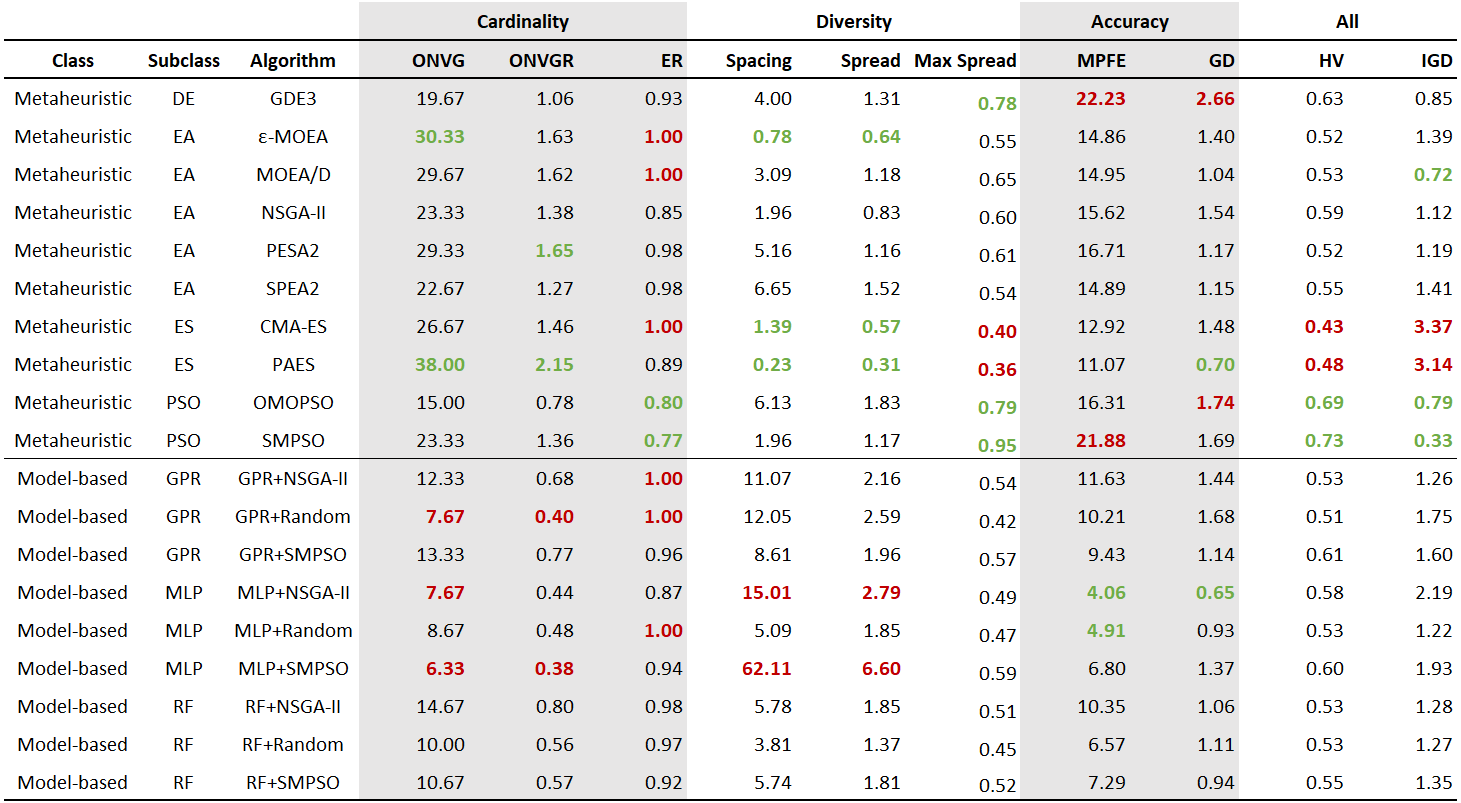 Cardinality Diversity Accuracy All
Class Subclass Algorithm ONVG ONVGR ER Spacing Spread Max Spread MPFE GD HV IGD
Metaheuristic DE GDE3 19.67 1.06 0.93 4.00 1.31 0.78 22.23 2.66 0.63 0.85
Metaheuristic EA ε-MOEA 30.33 1.63 1.00 0.78 0.64 0.55 14.86 1.40 0.52 1.39
Metaheuristic EA MOEA/D 29.67 1.62 1.00 3.09 1.18 0.65 14.95 1.04 0.53 0.72
Metaheuristic EA NSGA-II 23.33 1.38 0.85 1.96 0.83 0.60 15.62 1.54 0.59 1.12
Metaheuristic EA PESA2 29.33 1.65 0.98 5.16 1.16 0.61 16.71 1.17 0.52 1.19
Metaheuristic EA SPEA2 22.67 1.27 0.98 6.65 1.52 0.54 14.89 1.15 0.55 1.41
Metaheuristic ES CMA-ES 26.67 1.46 1.00 1.39 0.57 0.40 12.92 1.48 0.43 3.37
Metaheuristic ES PAES 38.00 2.15 0.89 0.23 0.31 0.36 11.07 0.70 0.48 3.14
Metaheuristic PSO OMOPSO 15.00 0.78 0.80 6.13 1.83 0.79 16.31 1.74 0.69 0.79
Metaheuristic PSO SMPSO 23.33 1.36 0.77 1.96 1.17 0.95 21.88 1.69 0.73 0.33
Model-based GPR GPR+NSGA-II 12.33 0.68 1.00 11.07 2.16 0.54 11.63 1.44 0.53 1.26
Model-based GPR GPR+Random 7.67 0.40 1.00 12.05 2.59 0.42 10.21 1.68 0.51 1.75
Model-based GPR GPR+SMPSO 13.33 0.77 0.96 8.61 1.96 0.57 9.43 1.14 0.61 1.60
Model-based MLP MLP+NSGA-II 7.67 0.44 0.87 15.01 2.79 0.49 4.06 0.65 0.58 2.19
Model-based MLP MLP+Random 8.67 0.48 1.00 5.09 1.85 0.47 4.91 0.93 0.53 1.22
Model-based MLP MLP+SMPSO 6.33 0.38 0.94 62.11 6.60 0.59 6.80 1.37 0.60 1.93
Model-based RF RF+NSGA-II 14.67 0.80 0.98 5.78 1.85 0.51 10.35 1.06 0.53 1.28
Model-based RF RF+Random 10.00 0.56 0.97 3.81 1.37 0.45 6.57 1.11 0.53 1.27
Model-based RF RF+SMPSO 10.67 0.57 0.92 5.74 1.81 0.52 7.29 0.94 0.55 1.35